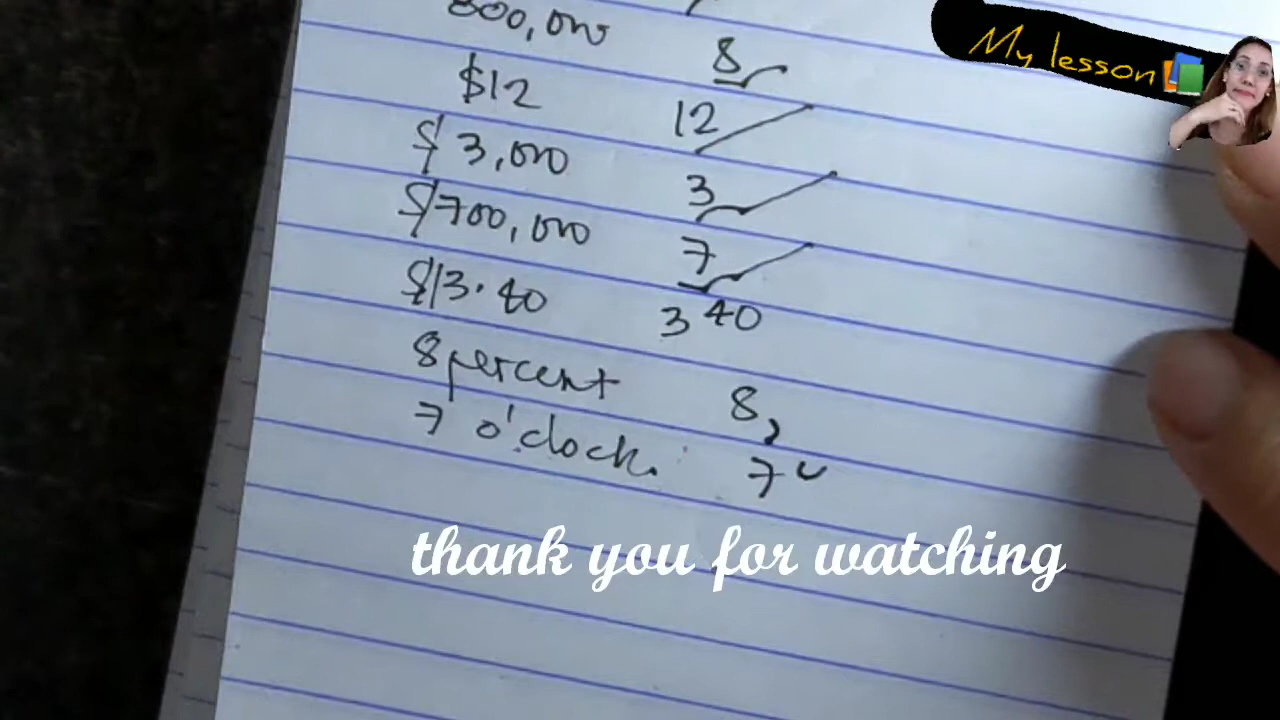 My lesson
800,000 8
$12 12
$3,000 3
$700,000 7
$13.40 3 40
8 percent 8,
7 o'clock. 7
thank you for watching